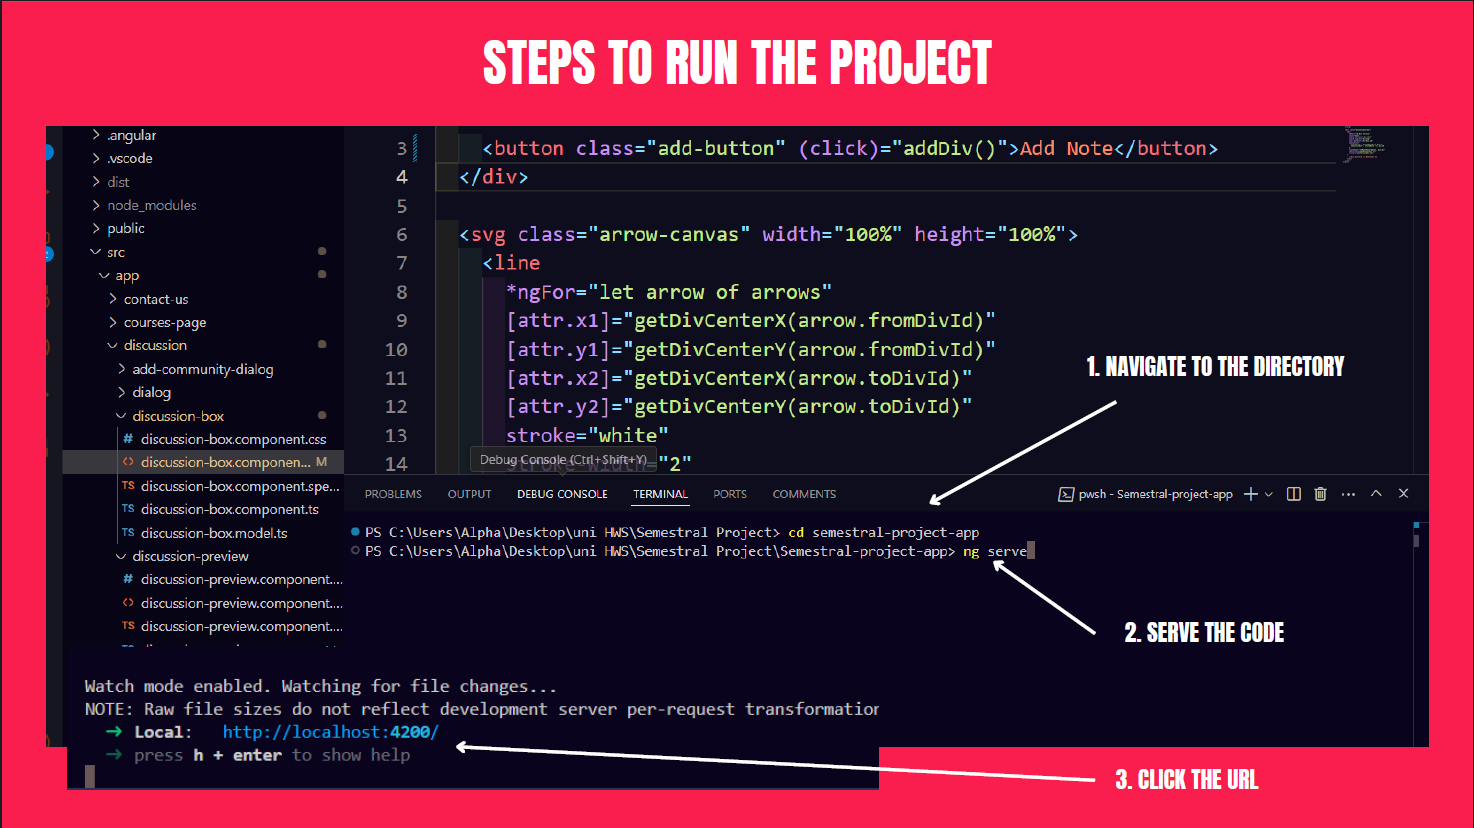 STEPS TO RUN THE PROJECT
.angular
.vscode
dist
node_modules
public
src
app
contact-us
courses-page
discussion
add-community-dialog
dialog
discussion-box
# discussion-box.component.css
<> discussion-box.componen... M
TS discussion-box.component.spe...
TS discussion-box.component.ts
TS discussion-box.model.ts
discussion-preview
# discussion-preview.component....
<> discussion-preview.component....
TS discussion-preview.component....
3 <button class="add-button" (click)="addDiv()">Add Note</button>
4 </div>
5
6 <svg class="arrow-canvas" width="100%" height="100%">
7 <line
8 *ngFor="let arrow of arrows"
9 [attr.x1]="getDivCenterX(arrow.fromDivId)"
10 [attr.y1]="getDivCenterY(arrow.fromDivId)"
11 [attr.x2]="getDivCenterX(arrow.toDivId)"
12 [attr.y2]="getDivCenterY(arrow.toDivId)"
13 stroke="white"
14 stroke-width="2"
Debug Console (Ctrl+Shift+Y)
1. NAVIGATE TO THE DIRECTORY
PROBLEMS OUTPUT DEBUG CONSOLE TERMINAL PORTS COMMENTS
pwsh - Semestral-project-app
PS C:\Users\Alpha\Desktop\uni HWS\Semestral Project> cd semestral-project-app
PS C:\Users\Alpha\Desktop\uni HWS\Semestral Project\Semestral-project-app> ng serve
2. SERVE THE CODE
Watch mode enabled. Watching for file changes...
NOTE: Raw file sizes do not reflect development server per-request transformation
➜ Local: http://localhost:4200/
➜ press h + enter to show help
3. CLICK THE URL